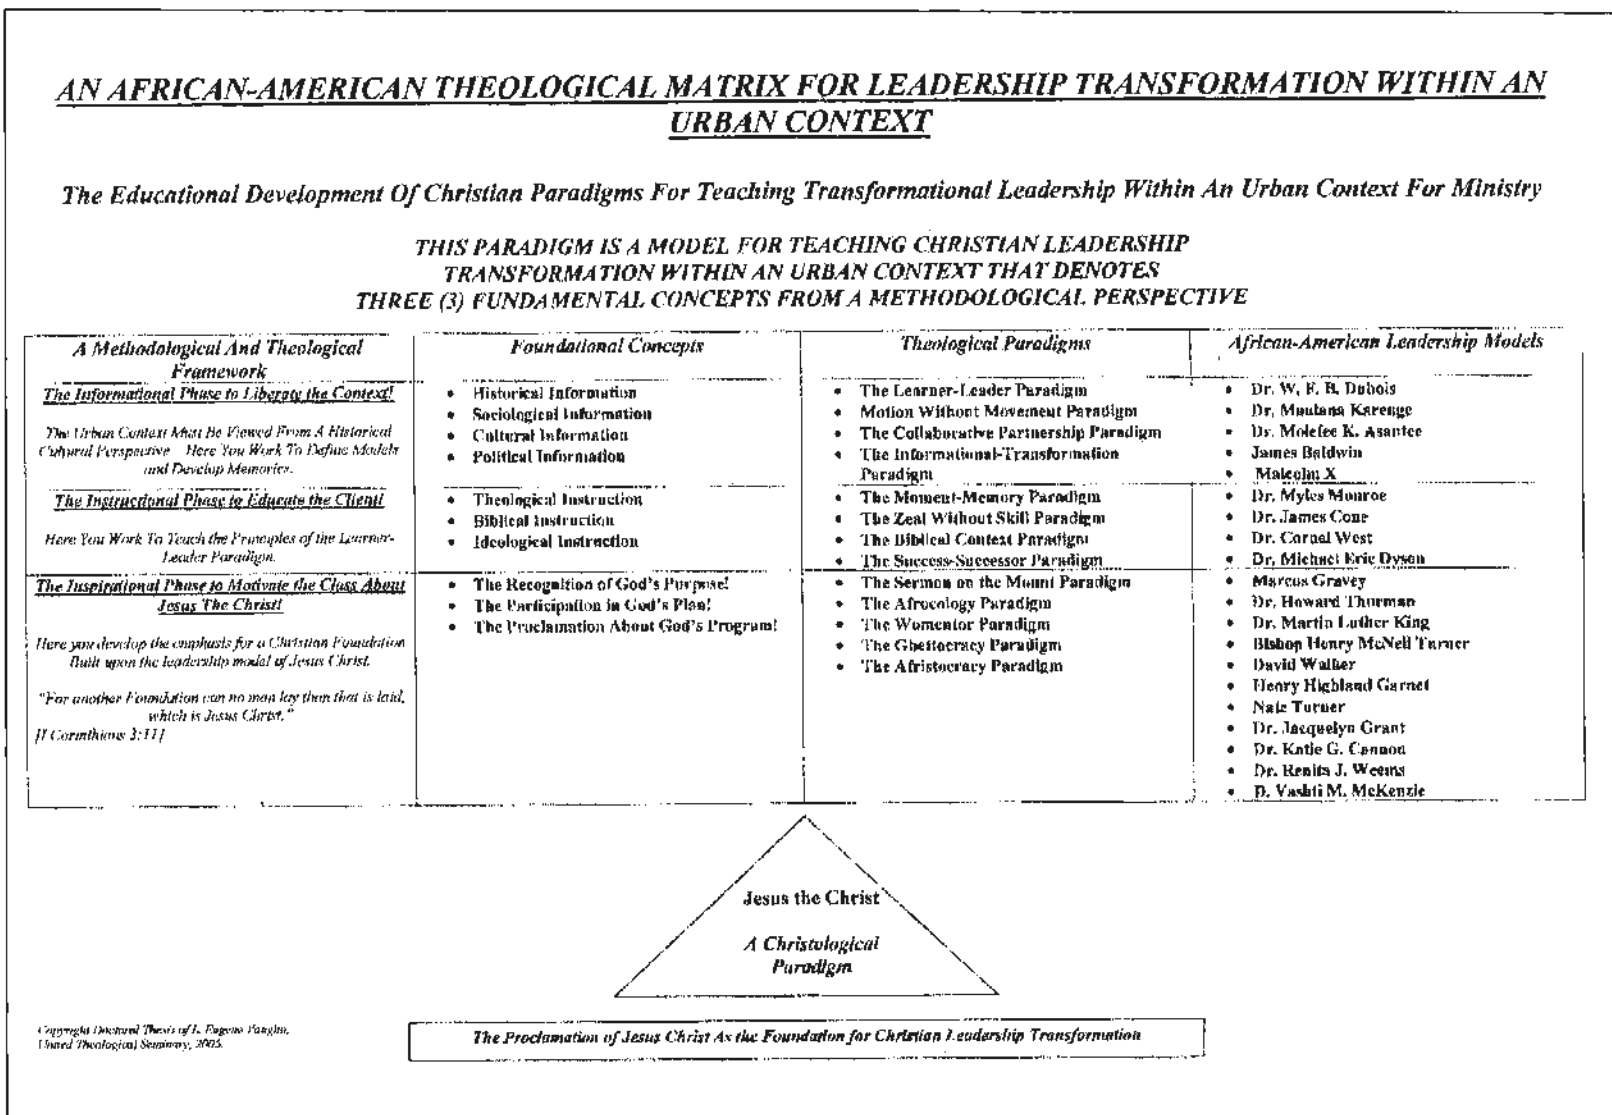 AN AFRICAN-AMERICAN THEOLOGICAL MATRIX FOR LEADERSHIP TRANSFORMATION WITHIN AN
URBAN CONTEXT
The Educational Development Of Christian Paradigms For Teaching Transformational Leadership Within An Urban Context For Ministry
THIS PARADIGM IS A MODEL FOR TEACHING CHRISTIAN LEADERSHIP
TRANSFORMATION WITHIN AN URBAN CONTEXT THAT DENOTES
THREE (3) FUNDAMENTAL CONCEPTS FROM A METHODOLOGICAL PERSPECTIVE
A Methodological And Theological
Framework
Foundational Concepts
Theological Paradigms
African-American Leadership Models
The Informational Phase to Liberate the Context!
The Urban Context Must Be Viewed From A Historical
Cultural Perspective Here You Work To Define Models
and Develop Memories.
• Historical Information
• Sociological Information
• Cultural Information
• Political Information
• The Learner-Leader Paradigm
• Motion Without Movement Paradigm
• The Collaborative Partnership Paradigm
• The Informational-Transformation
Paradigm
• Dr. W. E. B. Dubois
• Dr. Maulana Karenge
• Dr. Molefee K. Asantee
• James Baldwin
• Malcolm X
The Instructional Phase to Educate the Client!
Here You Work To Teach the Principles of the Learner-
Leader Paradigm.
• Theological Instruction
• Biblical Instruction
• Ideological Instruction
• The Moment-Memory Paradigm
• The Zeal Without Skill Paradigm
• The Biblical Context Paradigm
• The Success-Successor Paradigm
• Dr. Myles Monroe
• Dr. James Cone
• Dr. Cornel West
• Dr. Michael Eric Dyson
The Inspirational Phase to Motivate the Class About
Jesus The Christ!
Here you develop the emphasis for a Christian Foundation
Built upon the leadership model of Jesus Christ.
"For another Foundation can no man lay than that is laid,
which is Jesus Christ."
[I Corinthians 3:11]
• The Recognition of God's Purpose!
• The Participation in God's Plan!
• The Proclamation About God's Program!
• The Sermon on the Mount Paradigm
• The Afrocology Paradigm
• The Womentor Paradigm
• The Ghettocracy Paradigm
• The Afristocracy Paradigm
• Marcus Gravey
• Dr. Howard Thurman
• Dr. Martin Luther King
• Bishop Henry McNeil Turner
• David Walker
• Henry Highland Garnet
• Nate Turner
• Dr. Jacquelyn Grant
• Dr. Katie G. Cannon
• Dr. Renita J. Weems
• D. Vashti M. McKenzie
Jesus the Christ
A Christological
Paradigm
Copyright Doctoral Thesis of L. Eugene Vaughn,
United Theological Seminary, 2005.
The Proclamation of Jesus Christ As the Foundation for Christian Leadership Transformation